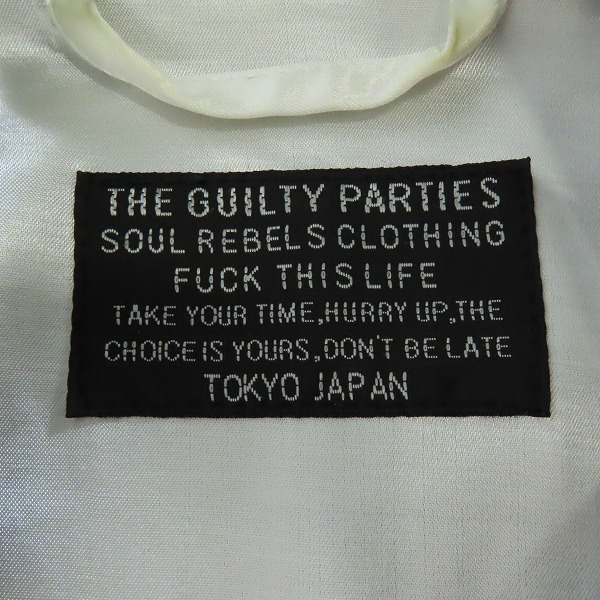 THE GUILTY PARTIES
SOUL REBELS CLOTHING
FUCK THIS LIFE
TAKE YOUR TIME,HURRY UP,THE
CHOICE IS YOURS,DON'T BE LATE
TOKYO JAPAN